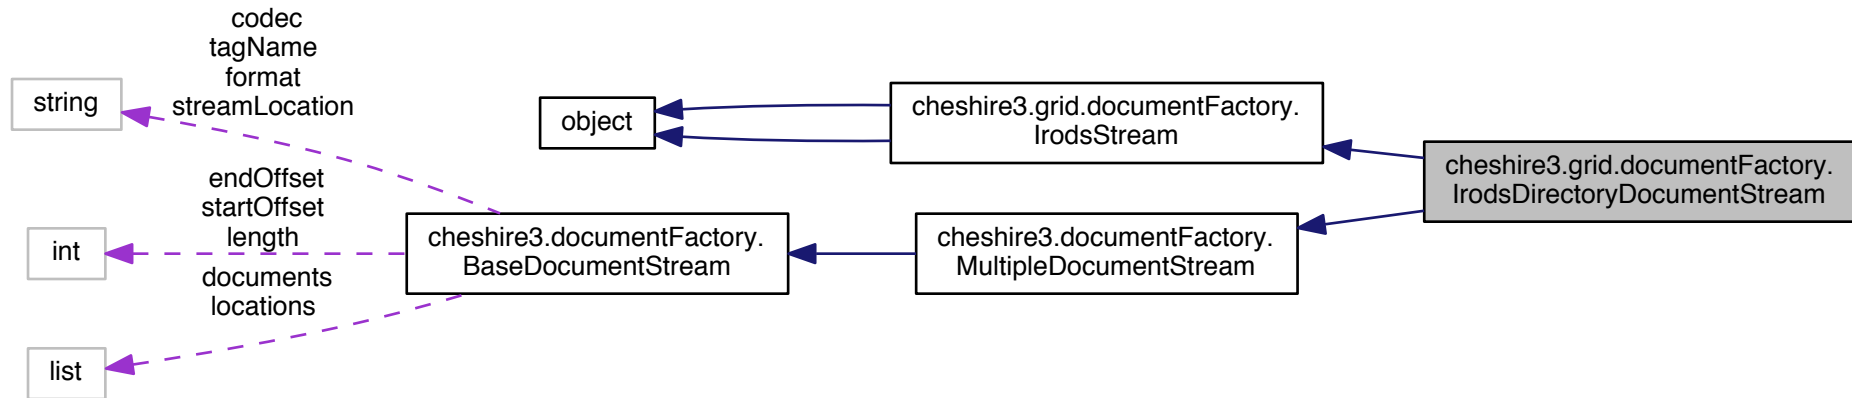 codec
tagName
format
streamLocation
string
endOffset
startOffset
length
int
documents
locations
list
object
cheshire3.documentFactory.
BaseDocumentStream
cheshire3.grid.documentFactory.
IrodsStream
cheshire3.documentFactory.
MultipleDocumentStream
cheshire3.grid.documentFactory.
IrodsDirectoryDocumentStream